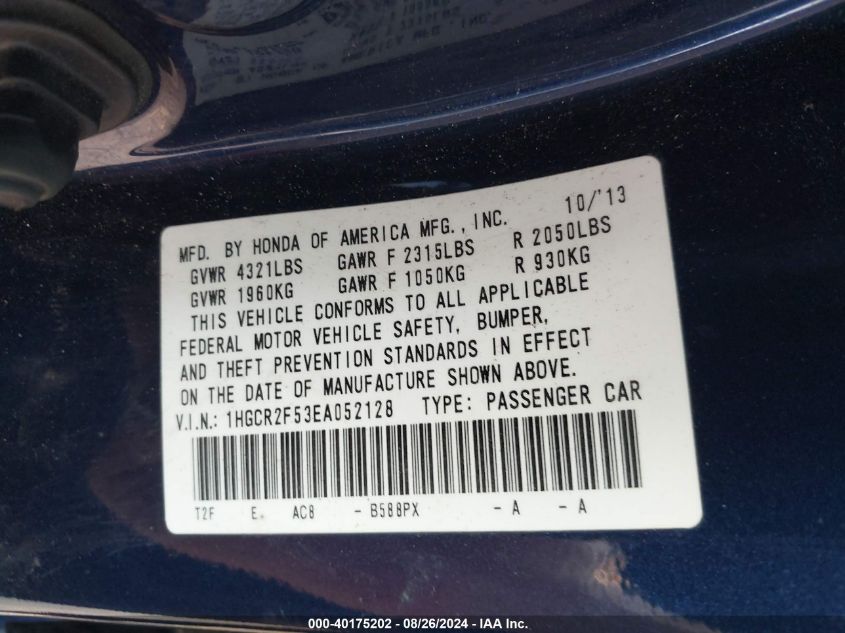 MFD. BY HONDA OF AMERICA MFG., INC. 10/'13
GVWR 4321LBS GAWR F 2315LBS R 2050LBS
GVWR 1960KG GAWR F 1050KG R 930KG
THIS VEHICLE CONFORMS TO ALL APPLICABLE
FEDERAL MOTOR VEHICLE SAFETY, BUMPER,
AND THEFT PREVENTION STANDARDS IN EFFECT
ON THE DATE OF MANUFACTURE SHOWN ABOVE.
V.I.N.: 1HGCR2F53EA052128 TYPE: PASSENGER CAR
T2F E AC8 - B588PX - A - A
000-40175202 - 08/26/2024 - IAA Inc.